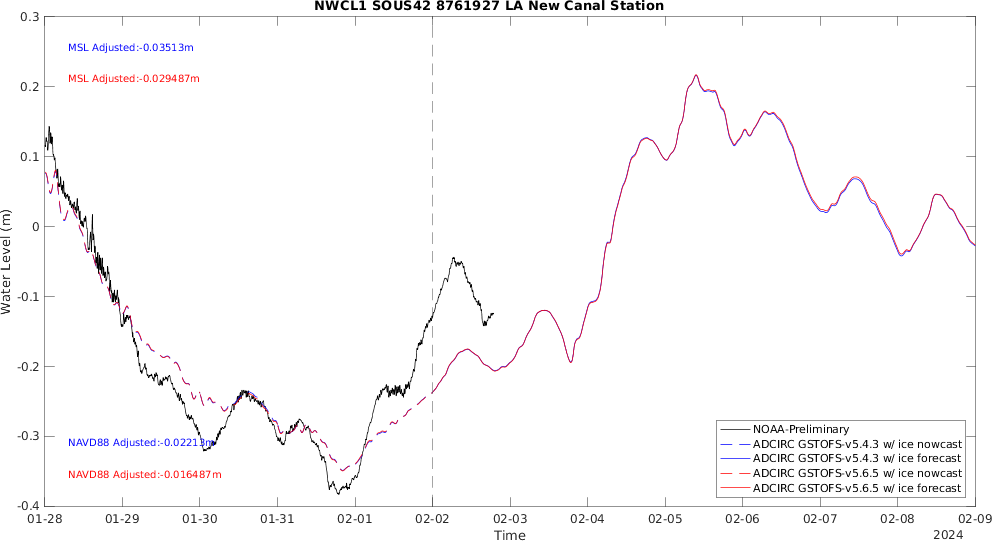 NWCL1 SOUS42 8761927 LA New Canal Station
0.3
0.2
0.1
0
-0.1
-0.2
-0.3
-0.4
Water Level (m)
MSL Adjusted:-0.03513m
MSL Adjusted:-0.029487m
NAVD88 Adjusted:-0.02213m
NAVD88 Adjusted:-0.016487m
NOAA-Preliminary
ADCIRC GSTOFS-v5.4.3 w/ ice nowcast
ADCIRC GSTOFS-v5.4.3 w/ ice forecast
ADCIRC GSTOFS-v5.6.5 w/ ice nowcast
ADCIRC GSTOFS-v5.6.5 w/ ice forecast
01-28 01-29 01-30 01-31 02-01 02-02 02-03 02-04 02-05 02-06 02-07 02-08 02-09
Time
2024